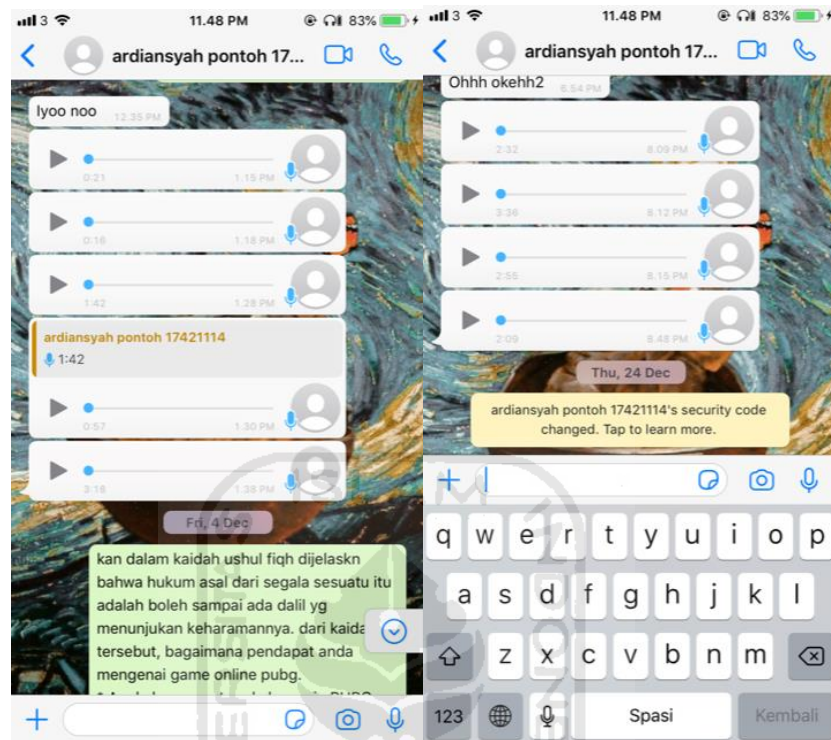 3 11.48 PM 83%
ardiansyah pontoh 17...
Iyoo noo 12.35 PM
0:21 1.15 PM
0:16 1.18 PM
1:42 1.28 PM
ardiansyah pontoh 17421114
1:42
0:57 1.30 PM
3:16 1.38 PM
Fri, 4 Dec
kan dalam kaidah ushul fiqh dijelaskn
bahwa hukum asal dari segala sesuatu itu
adalah boleh sampai ada dalil yg
menunjukan keharamannya. dari kaida
tersebut, bagaimana pendapat anda
mengenai game online pubg.
3 11.48 PM 83%
ardiansyah pontoh 17...
Ohhh okehh2 6.54 PM
2:32 8.09 PM
3:36 8.12 PM
2:55 8.15 PM
2:09 8.48 PM
Thu, 24 Dec
ardiansyah pontoh 17421114's security code
changed. Tap to learn more.
q w e r t y u i o p
a s d f g h j k l
z x c v b n m
123 Spasi Kembali